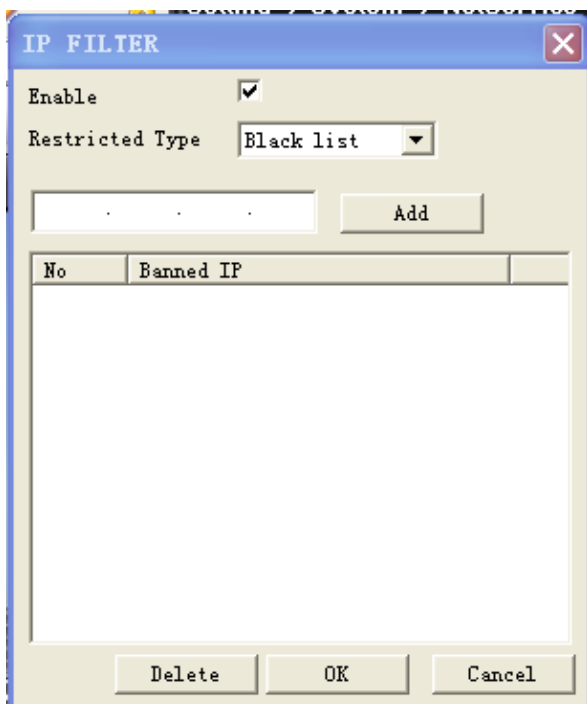 IP FILTER
Enable
Restricted Type Black list
. . . Add
No Banned IP
Delete OK Cancel